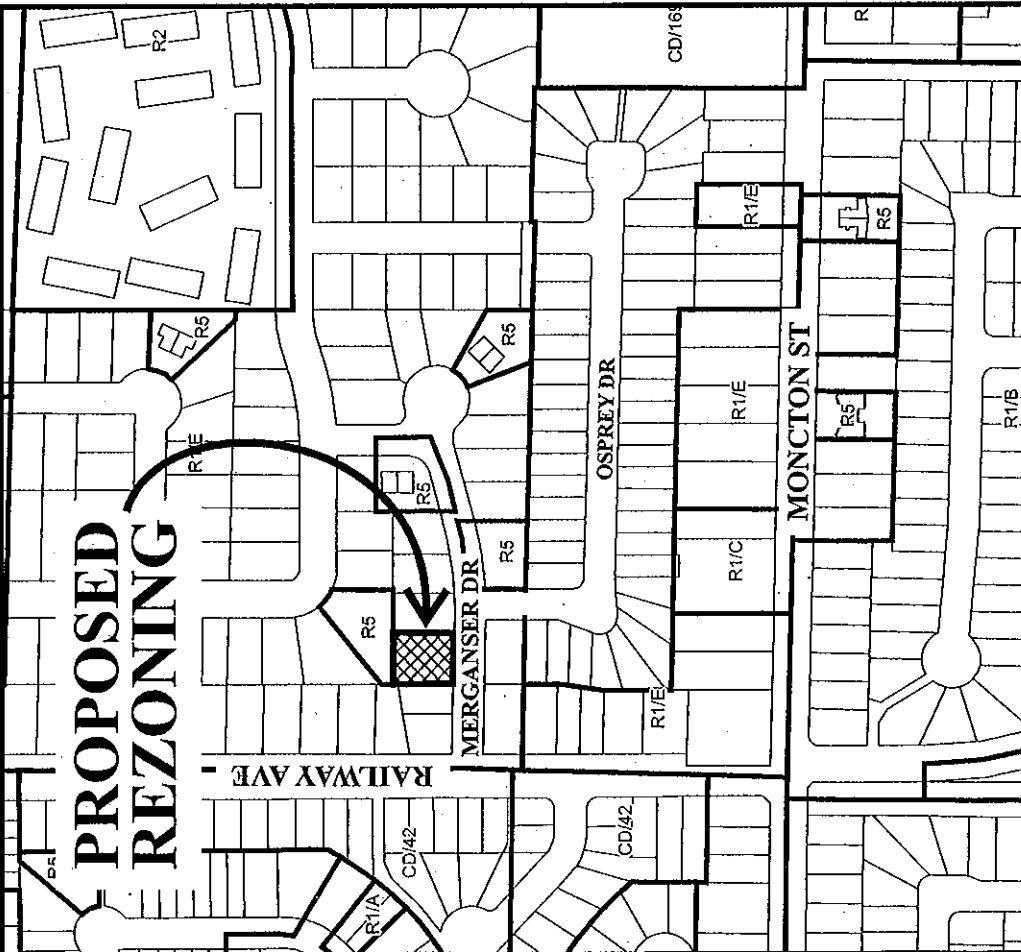 PROPOSED
REZONING
R2
CD/169
R
R5
R1/E
R1/E
R5
R5
R5
R5
R5
OSPREY DR
R1/E
MONCTON ST
R5
R1/B
R1/C
MERGANSER DR
R1/E
RAILWAY AVE
R5
CD/42
CD/42
R1/A